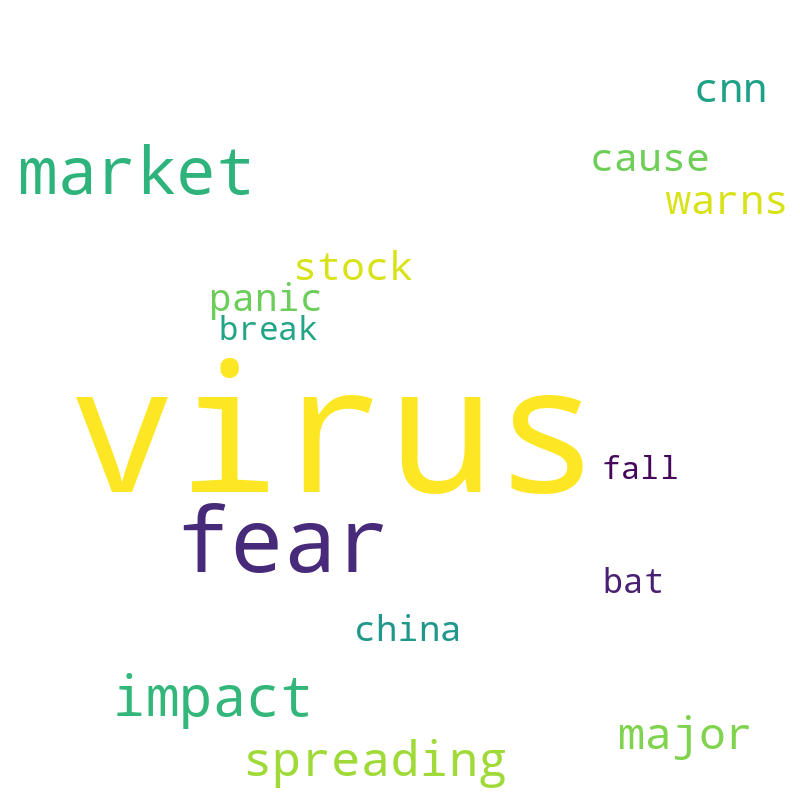 cnn
market
cause
warns
stock
panic
break
virus
fall
fear
bat
china
impact
major
spreading